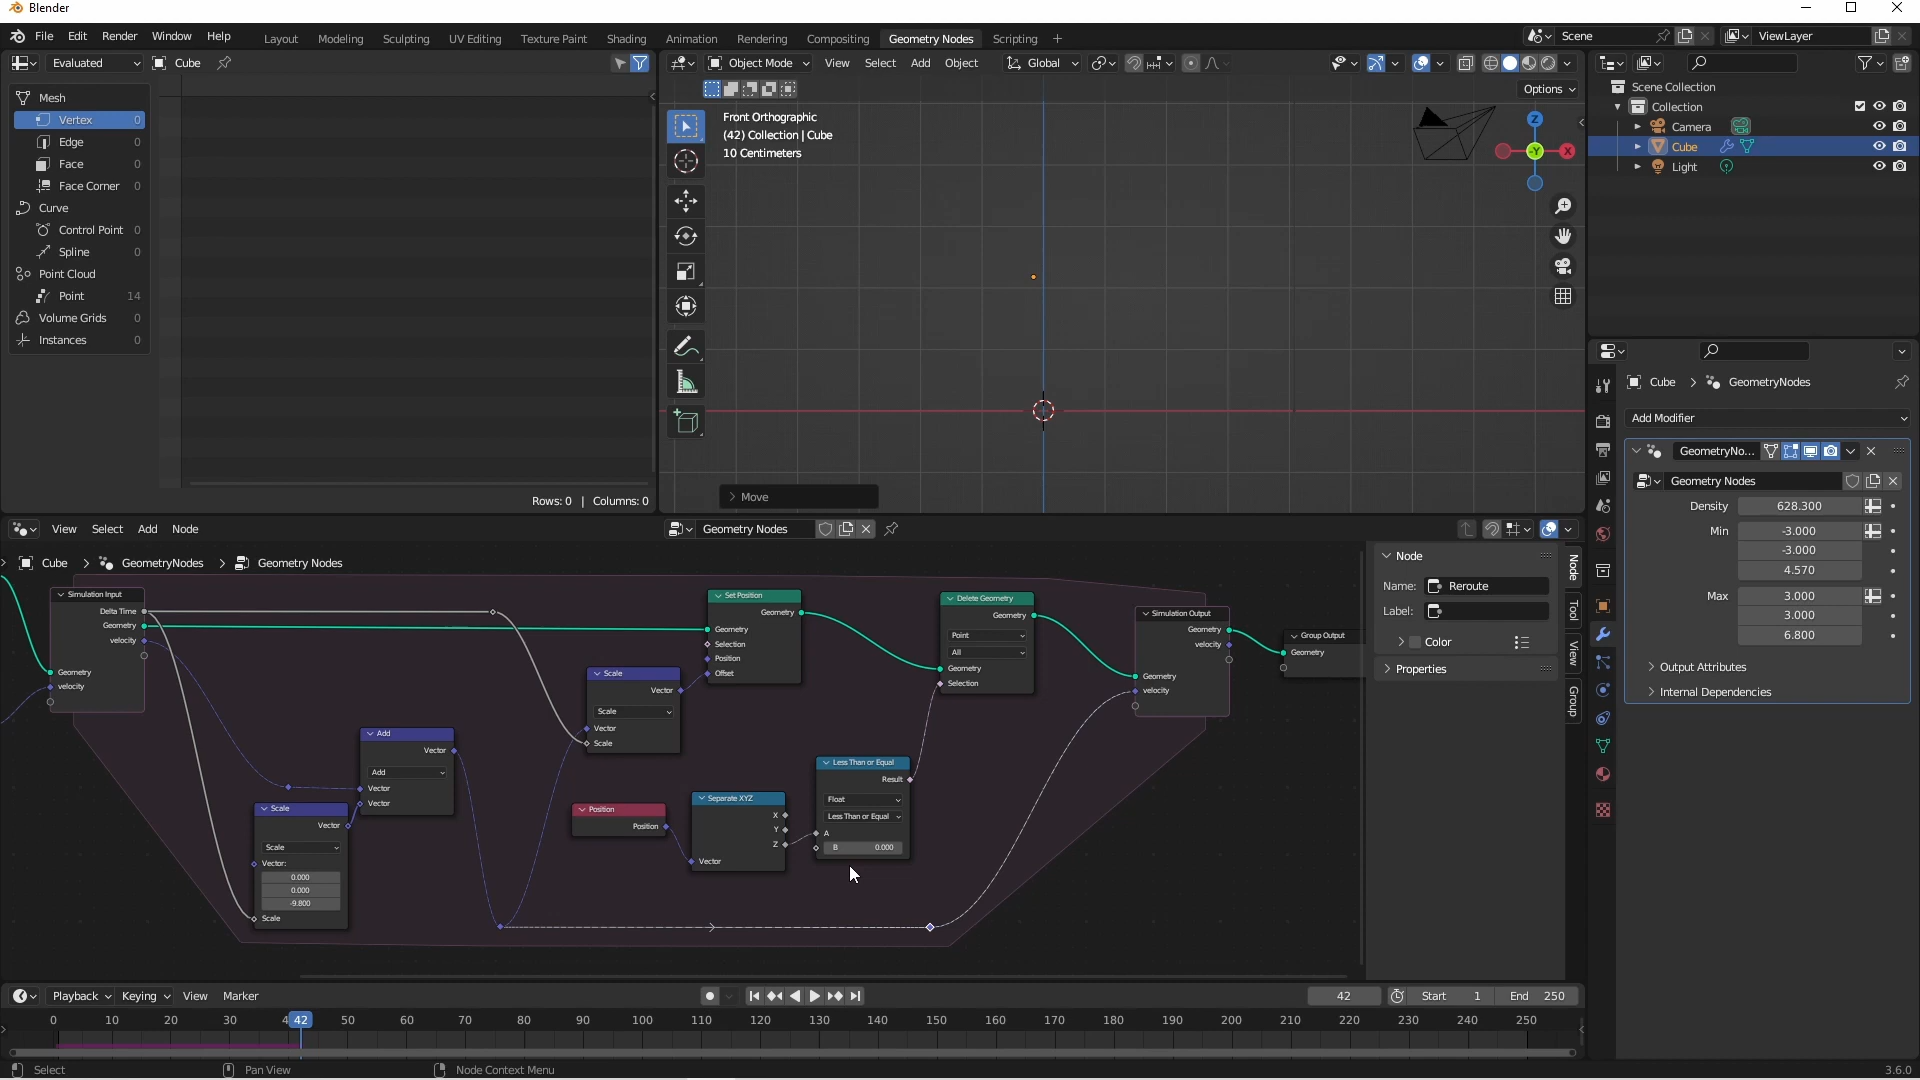 Blender
File Edit Render Window Help Layout Modeling Sculpting UV Editing Texture Paint Shading Animation Rendering Compositing Geometry Nodes Scripting +
Scene ViewLayer
Evaluated Cube
Object Mode View Select Add Object Global
Options
Mesh
Vertex 0
Edge 0
Face 0
Face Corner 0
Curve
Control Point 0
Spline 0
Point Cloud
Point 14
Volume Grids 0
Instances 0
Rows: 0 | Columns: 0
Front Orthographic
(42) Collection | Cube
10 Centimeters
Z
-Y X
Move
Scene Collection
Collection
Camera
Cube
Light
Cube GeometryNodes
Add Modifier
GeometryNo...
Geometry Nodes
Density 628.300
Min -3.000
-3.000
4.570
Max 3.000
3.000
6.800
Output Attributes
Internal Dependencies
View Select Add Node
Geometry Nodes
Cube GeometryNodes Geometry Nodes
Simulation Input
Delta Time
Geometry
velocity
Geometry
velocity
Add
Vector
Add
Vector
Vector
Scale
Vector
Scale
Vector:
0.000
0.000
-9.800
Scale
Scale
Vector
Scale
Vector
Scale
Position
Position
Separate XYZ
X
Y
Z
Vector
Set Position
Geometry
Geometry
Selection
Position
Offset
Less Than or Equal
Result
Float
Less Than or Equal
A
B 0.000
Delete Geometry
Geometry
Point
All
Geometry
Selection
Simulation Output
Geometry
velocity
Geometry
velocity
Group Output
Geometry
Node
Name: Reroute
Label:
Color
Properties
Node
Tool
View
Group
Playback Keying View Marker
42 Start 1 End 250
0 10 20 30 4 42 50 60 70 80 90 100 110 120 130 140 150 160 170 180 190 200 210 220 230 240 250
Select Pan View Node Context Menu 3.6.0